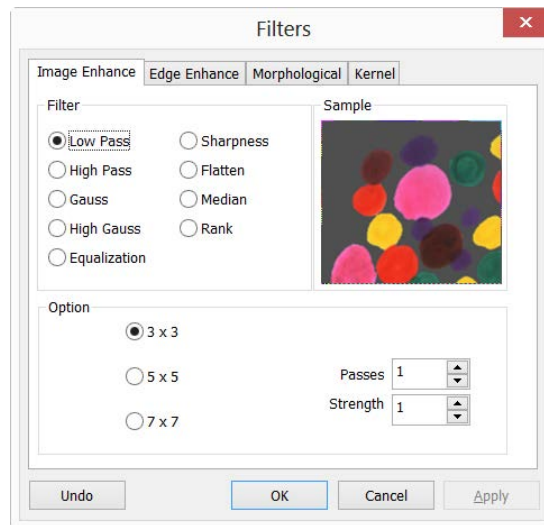 Filters
Image Enhance Edge Enhance Morphological Kernel
Filter
Low Pass
High Pass
Gauss
High Gauss
Equalization
Sharpness
Flatten
Median
Rank
Sample
Option
3 x 3
5 x 5
7 x 7
Passes 1
Strength 1
Undo OK Cancel Apply